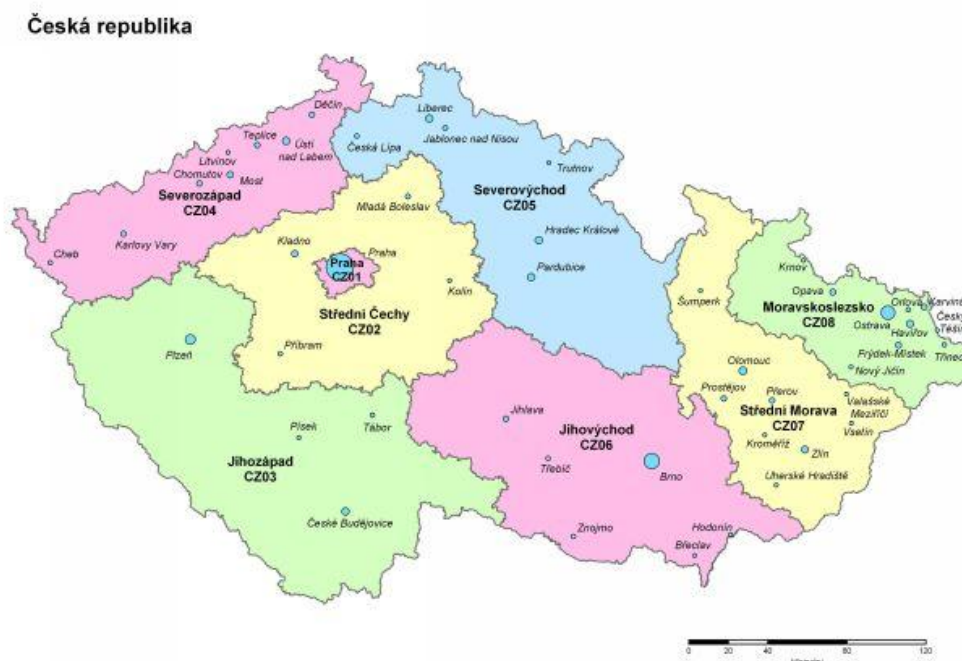 Česká republika
Děčín
Liberec
Teplice
Ústí
nad Labem
Jablonec nad Nisou
Česká Lípa
Litvínov
Trutnov
Chomutov
Most
Severozápad
CZ04
Severovýchod
CZ05
Mladá Boleslav
Karlovy Vary
Hradec Králové
Cheb
Kladno
Praha
Praha
CZ01
Pardubice
Kolín
Krnov
Šumperk
Opava
Orlová
Karviná
Moravskoslezsko
CZ08
Český
Těšín
Ostrava
Havířov
Střední Čechy
CZ02
Frýdek-Místek
Třinec
Příbram
Plzeň
Nový Jičín
Olomouc
Prostějov
Přerov
Valašské
Meziříčí
Střední Morava
CZ07
Jihlava
Tábor
Písek
Jihovýchod
CZ06
Vsetín
Kroměříž
Zlín
Jihozápad
CZ03
Třebíč
Brno
Uherské Hradiště
České Budějovice
Znojmo
Hodonín
Břeclav
0 20 40 80 120